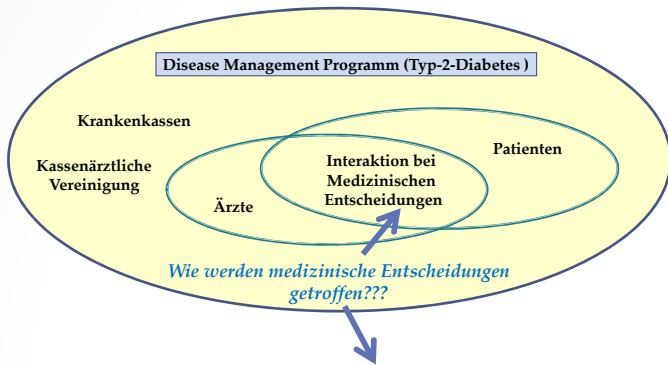 Disease Management Programm (Typ-2-Diabetes )
Krankenkassen
Kassenärztliche
Vereinigung
Ärzte
Interaktion bei
Medizinischen
Entscheidungen
Patienten
Wie werden medizinische Entscheidungen
getroffen???